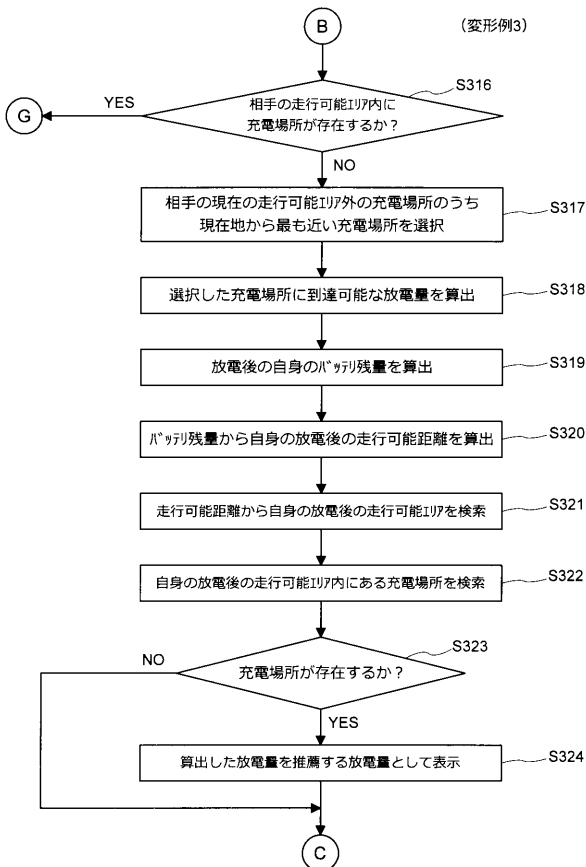 B
(変形例3)
S316
相手の走行可能ｴﾘｱ内に
充電場所が存在するか？
YES
G
NO
相手の現在の走行可能ｴﾘｱ外の充電場所のうち
現在地から最も近い充電場所を選択
S317
選択した充電場所に到達可能な放電量を算出
S318
放電後の自身のﾊﾞｯﾃﾘ残量を算出
S319
ﾊﾞｯﾃﾘ残量から自身の放電後の走行可能距離を算出
S320
走行可能距離から自身の放電後の走行可能ｴﾘｱを検索
S321
自身の放電後の走行可能ｴﾘｱ内にある充電場所を検索
S322
S323
NO
充電場所が存在するか？
YES
算出した放電量を推薦する放電量として表示
S324
C